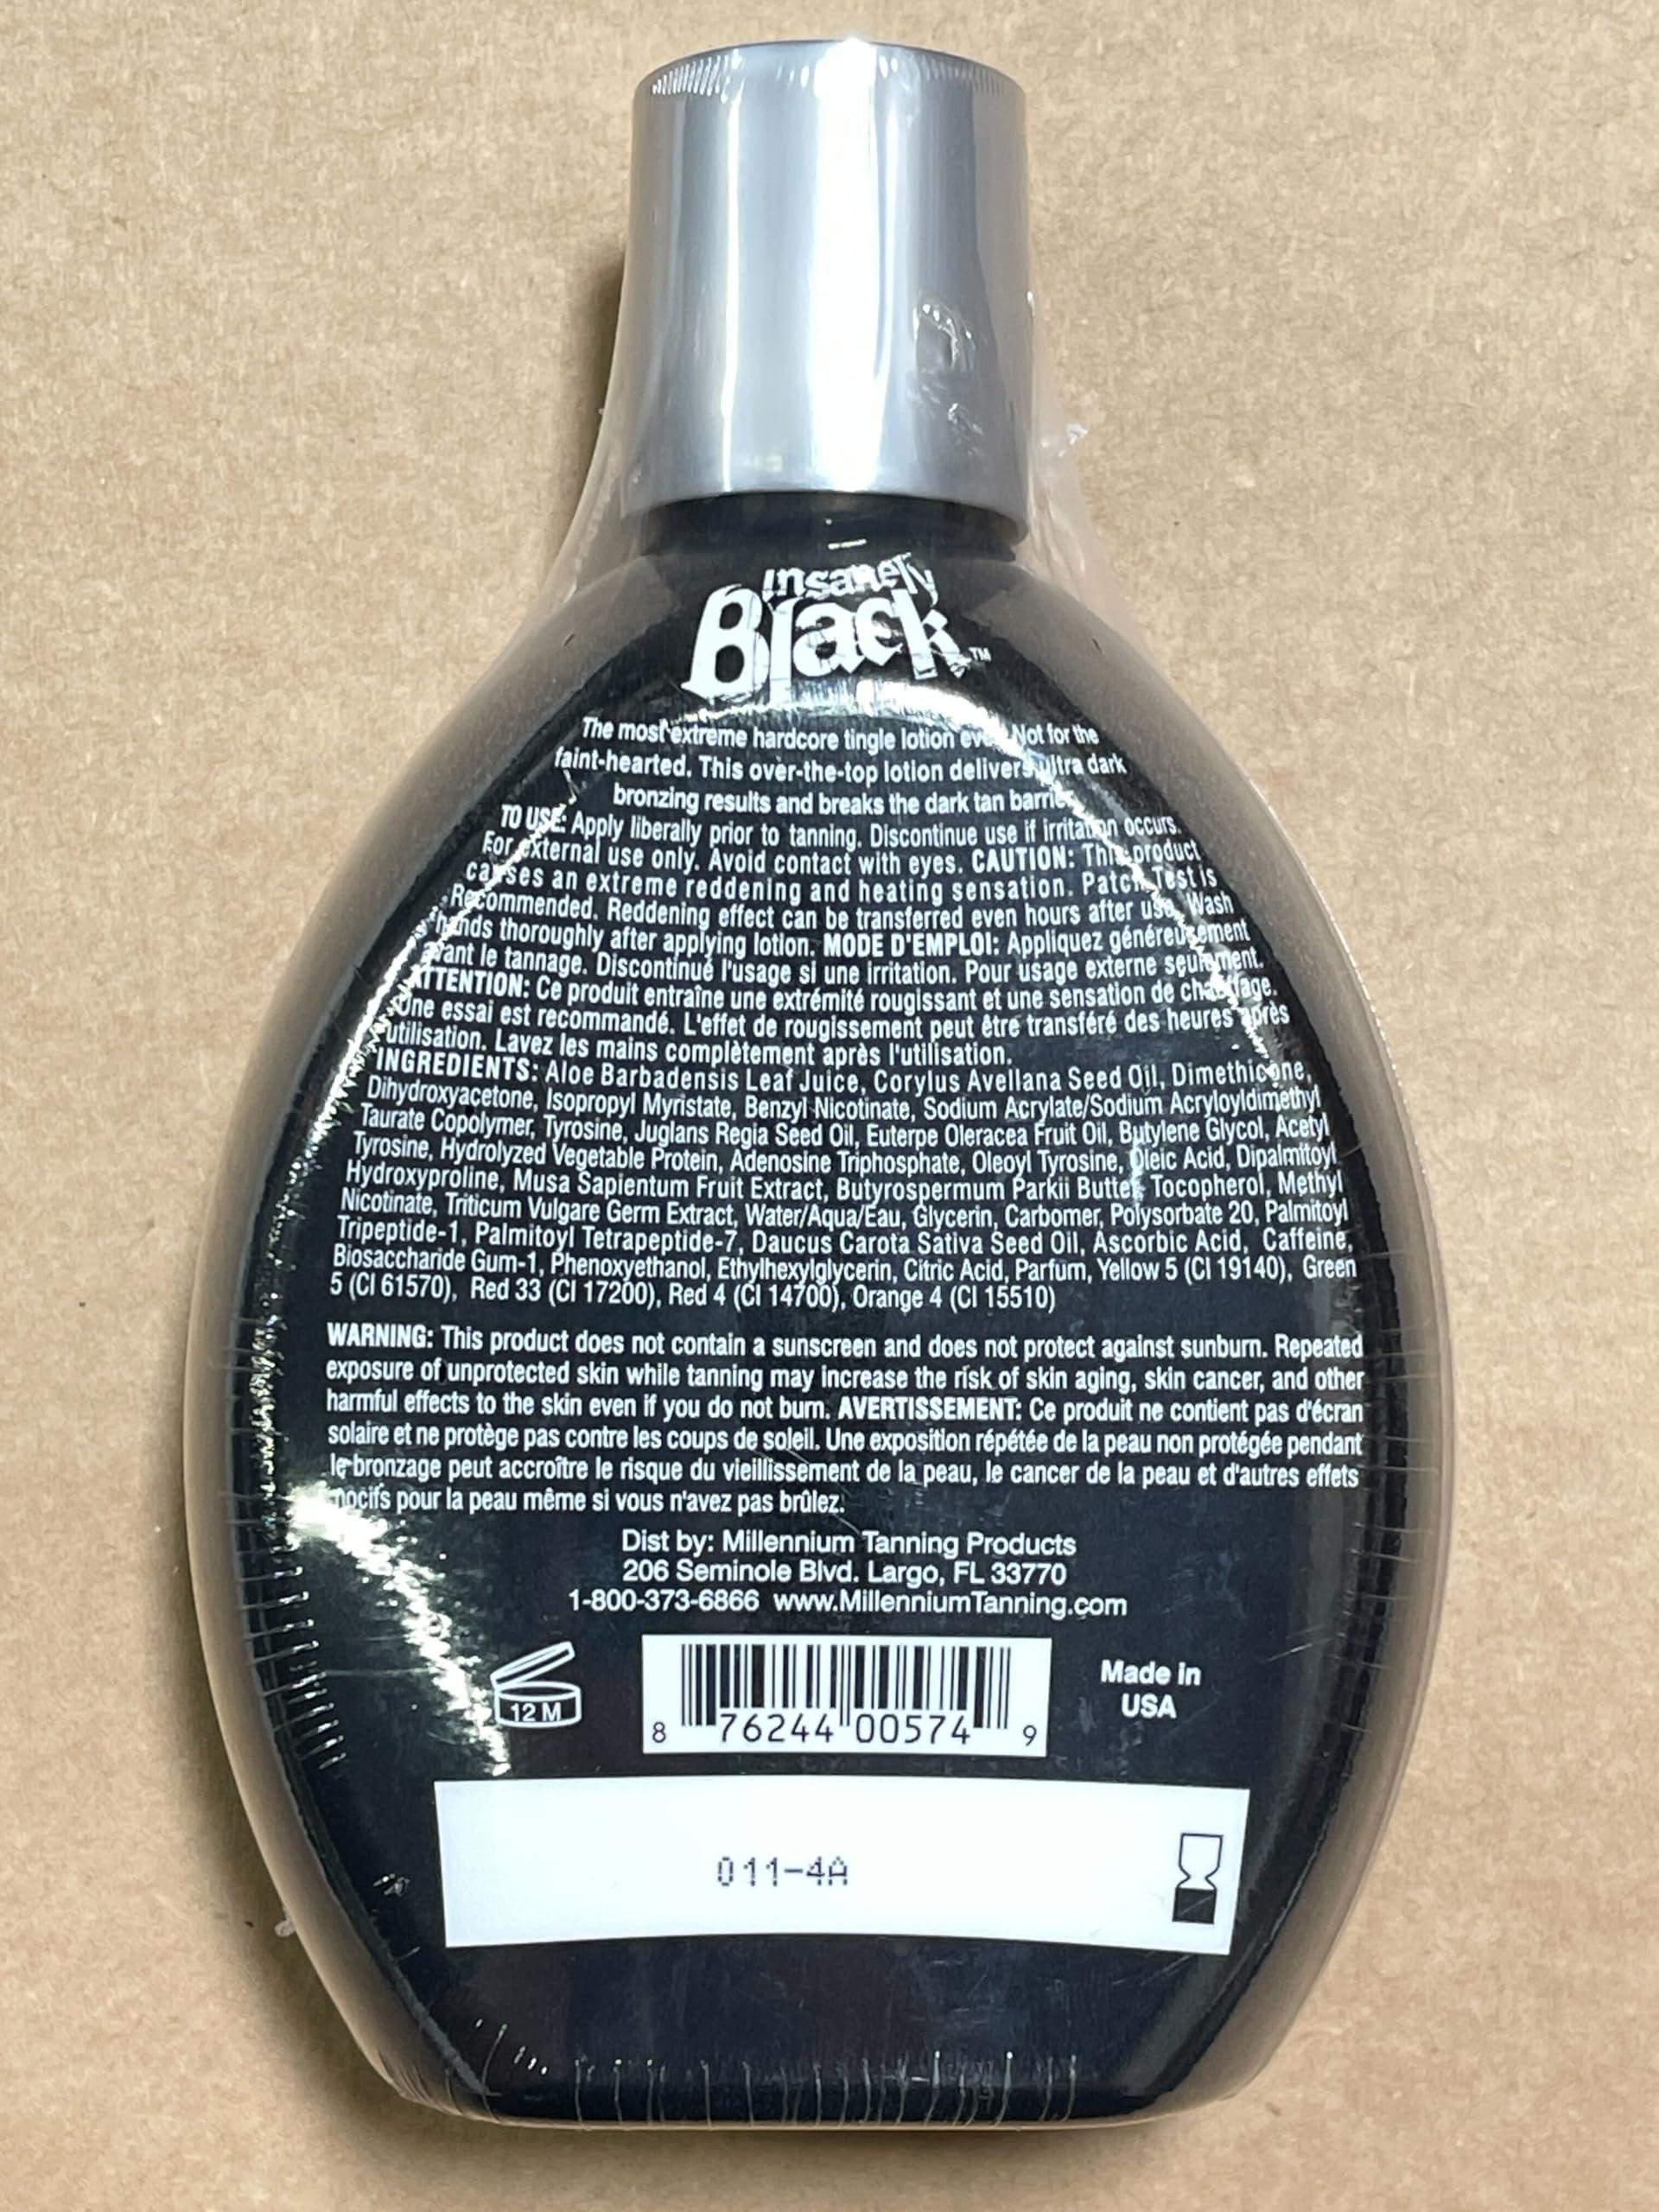 Insanely
Black™
The most extreme hardcore tingle lotion Not for the
faint-hearted. This over-the-top lotion delivers ultra dark
bronzing results and breaks the dark tan barrier
TO USE: Apply liberally prior to tanning. Discontinue use if irritation occurs.
For external use only. Avoid contact with eyes. CAUTION: This product
causes an extreme reddening and heating sensation. Patch Test is
Recommended. Reddening effect can be transferred even hours after use. Wash
hands thoroughly after applying lotion. MODE D'EMPLOI: Appliquez généreusement
avant le tannage. Discontinué l'usage si une irritation. Pour usage externe seulement.
ATTENTION: Ce produit entraîne une extrémité rougissant et une sensation de chauffage.
Une essai est recommandé. L'effet de rougissement peut être transféré des heures après
utilisation. Lavez les mains complètement après l'utilisation.
INGREDIENTS: Aloe Barbadensis Leaf Juice, Corylus Avellana Seed Oil, Dimethicone,
Dihydroxyacetone, Isopropyl Myristate, Benzyl Nicotinate, Sodium Acrylate/Sodium Acryloyldimethyl
Taurate Copolymer, Tyrosine, Juglans Regia Seed Oil, Euterpe Oleracea Fruit Oil, Butylene Glycol, Acetyl
Tyrosine, Hydrolyzed Vegetable Protein, Adenosine Triphosphate, Oleoyl Tyrosine, Oleic Acid, Dipalmitoyl
Hydroxyproline, Musa Sapientum Fruit Extract, Butyrospermum Parkii Butter, Tocopherol, Methyl
Nicotinate, Triticum Vulgare Germ Extract, Water/Aqua/Eau, Glycerin, Carbomer, Polysorbate 20, Palmitoyl
Tripeptide-1, Palmitoyl Tetrapeptide-7, Daucus Carota Sativa Seed Oil, Ascorbic Acid, Caffeine,
Biosaccharide Gum-1, Phenoxyethanol, Ethylhexylglycerin, Citric Acid, Parfum, Yellow 5 (CI 19140), Green
5 (CI 61570), Red 33 (CI 17200), Red 4 (CI 14700), Orange 4 (CI 15510)
WARNING: This product does not contain a sunscreen and does not protect against sunburn. Repeated
exposure of unprotected skin while tanning may increase the risk of skin aging, skin cancer, and other
harmful effects to the skin even if you do not burn. AVERTISSEMENT: Ce produit ne contient pas d'écran
solaire et ne protège pas contre les coups de soleil. Une exposition répétée de la peau non protégée pendant
le bronzage peut accroître le risque du vieillissement de la peau, le cancer de la peau et d'autres effets
nocifs pour la peau même si vous n'avez pas brûlez.
Dist by: Millennium Tanning Products
206 Seminole Blvd. Largo, FL 33770
1-800-373-6866 www.MillenniumTanning.com
12 M
8 76244 00574 9
Made in
USA
011-4A